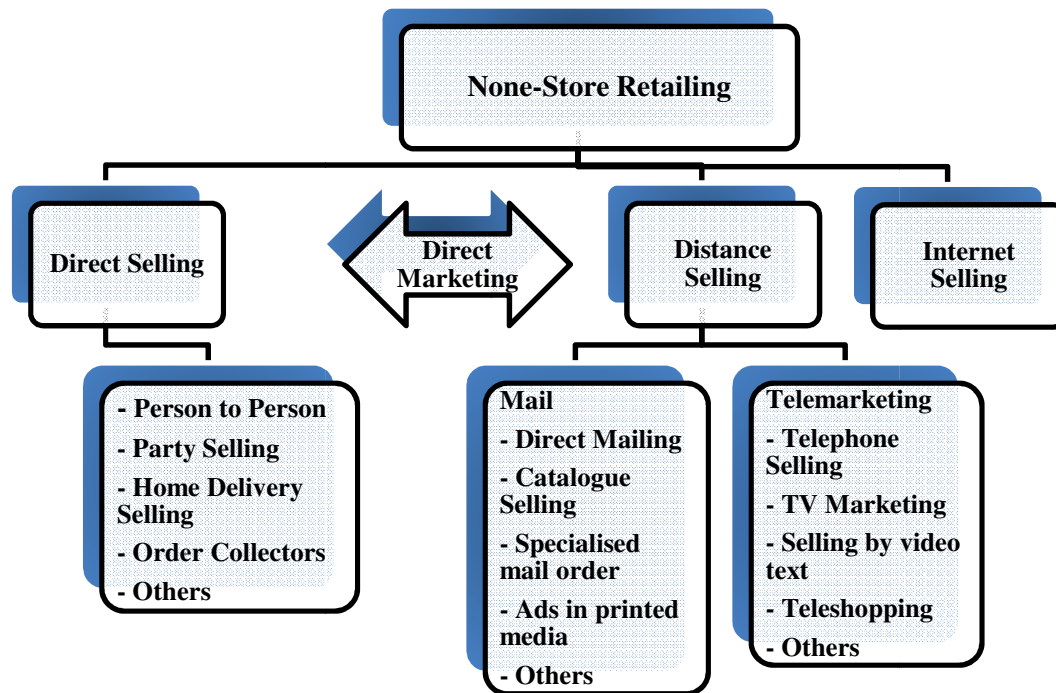 None-Store Retailing
Direct Selling
Direct
Marketing
Distance
Selling
Internet
Selling
- Person to Person
- Party Selling
- Home Delivery
Selling
- Order Collectors
- Others
Mail
- Direct Mailing
- Catalogue
Selling
- Specialised
mail order
- Ads in printed
media
- Others
Telemarketing
- Telephone
Selling
- TV Marketing
- Selling by video
text
- Teleshopping
- Others